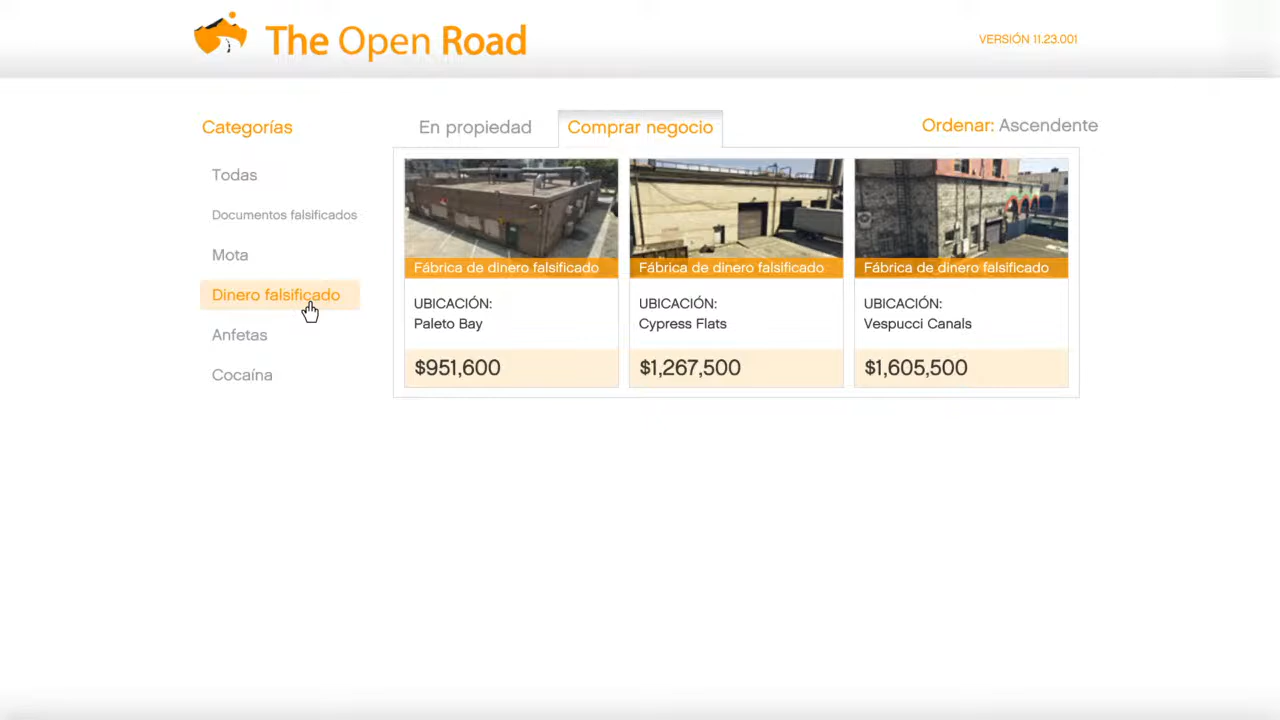 The Open Road
VERSIÓN 11.23.001
Categorías
Todas
Documentos falsificados
Mota
Dinero falsificado
Anfetas
Cocaína
En propiedad
Comprar negocio
Ordenar: Ascendente
Fábrica de dinero falsificado
UBICACIÓN:
Paleto Bay
$951,600
Fábrica de dinero falsificado
UBICACIÓN:
Cypress Flats
$1,267,500
Fábrica de dinero falsificado
UBICACIÓN:
Vespucci Canals
$1,605,500